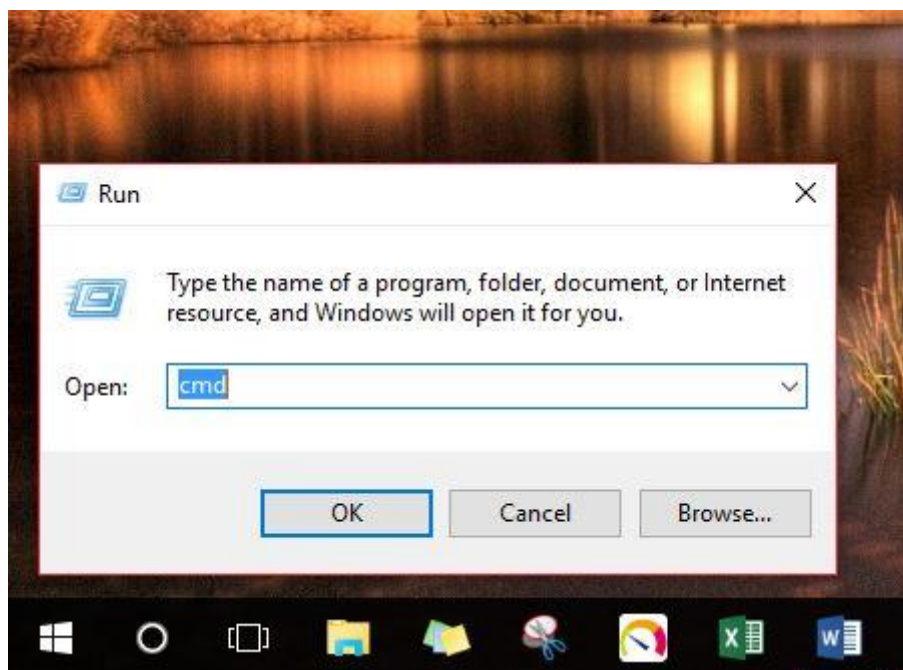 Run
Type the name of a program, folder, document, or Internet
resource, and Windows will open it for you.
Open: cmd
OK Cancel Browse...
X W